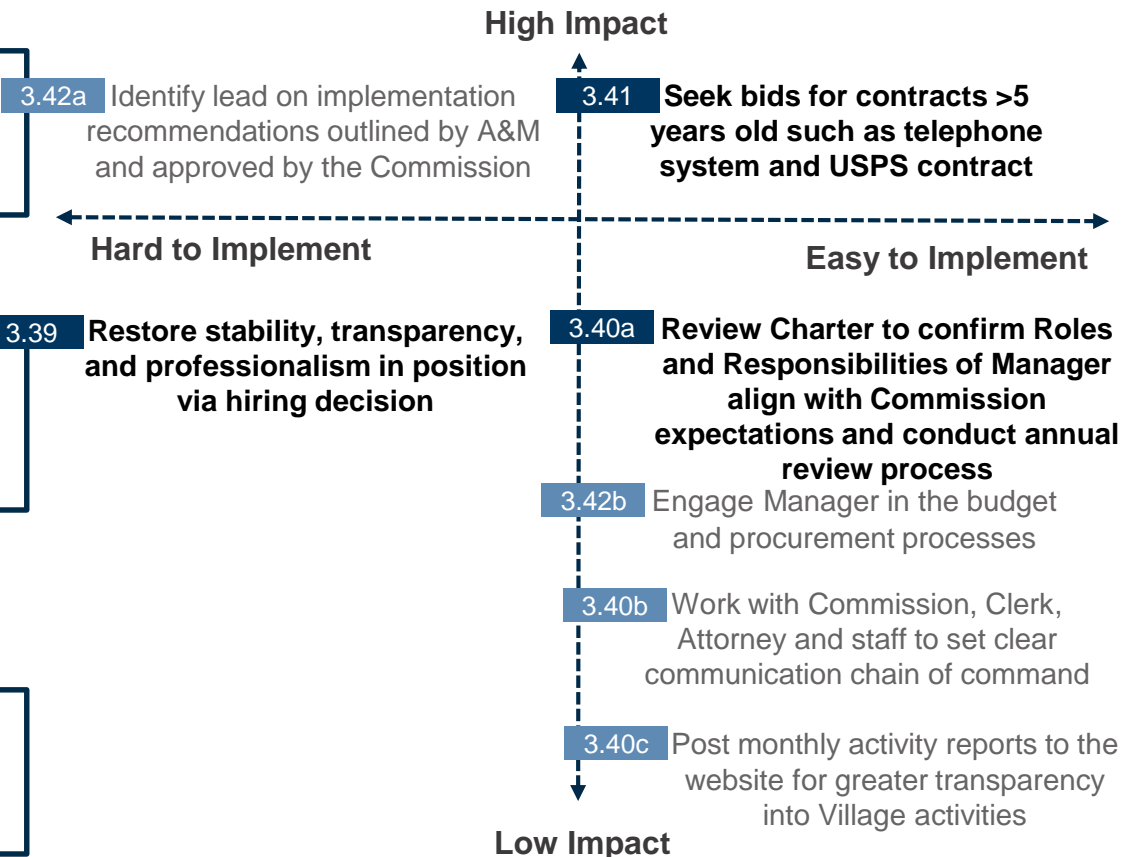 High Impact
3.42a Identify lead on implementation
recommendations outlined by A&M
and approved by the Commission
3.41 Seek bids for contracts >5
years old such as telephone
system and USPS contract
Hard to Implement
Easy to Implement
3.39 Restore stability, transparency,
and professionalism in position
via hiring decision
3.40a Review Charter to confirm Roles
and Responsibilities of Manager
align with Commission
expectations and conduct annual
review process
3.42b Engage Manager in the budget
and procurement processes
3.40b Work with Commission, Clerk,
Attorney and staff to set clear
communication chain of command
3.40c Post monthly activity reports to the
website for greater transparency
into Village activities
Low Impact